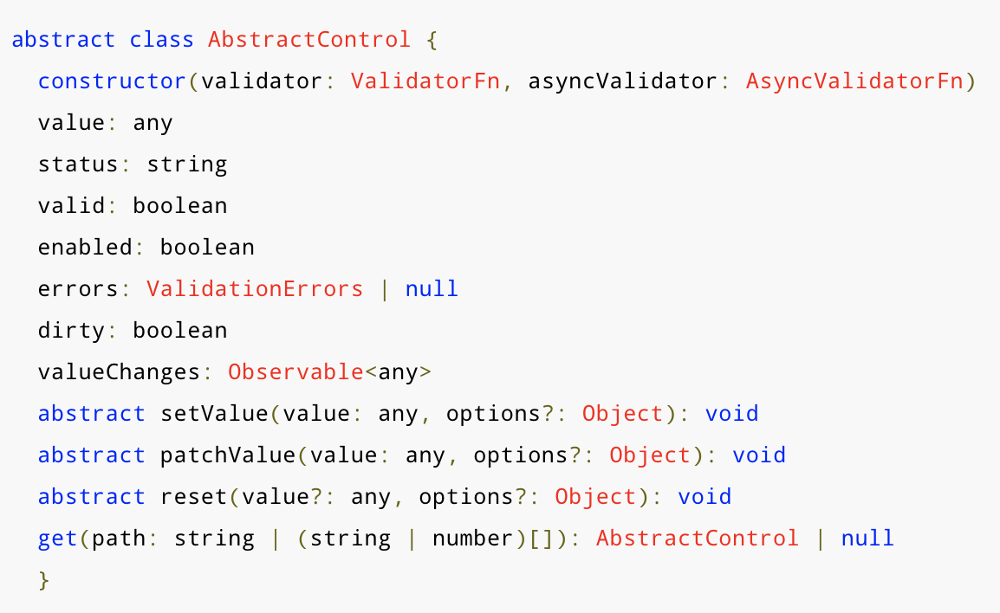 abstract class AbstractControl {
constructor(validator: ValidatorFn, asyncValidator: AsyncValidatorFn)
value: any
status: string
valid: boolean
enabled: boolean
errors: ValidationErrors | null
dirty: boolean
valueChanges: Observable<any>
abstract setValue(value: any, options?: Object): void
abstract patchValue(value: any, options?: Object): void
abstract reset(value?: any, options?: Object): void
get(path: string | (string | number)[]): AbstractControl | null
}